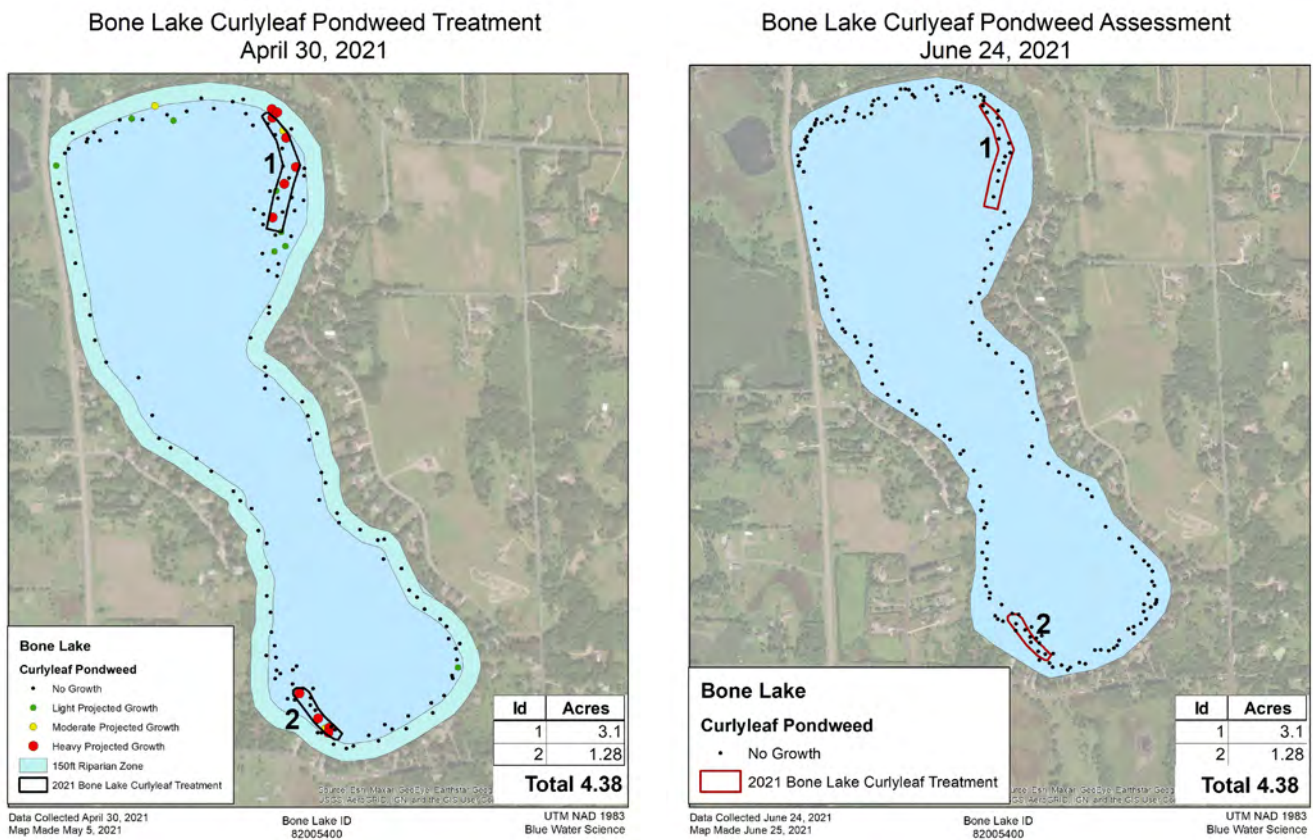 Bone Lake Curlyleaf Pondweed Treatment
April 30, 2021
1
2
Bone Lake
Curlyleaf Pondweed
No Growth
Light Projected Growth
Moderate Projected Growth
Heavy Projected Growth
150ft Riparian Zone
2021 Bone Lake Curlyleaf Treatment
Id Acres
1 3.1
2 1.28
Total 4.38
Data Collected April 30, 2021
Map Made May 5, 2021
Bone Lake ID
82005400
UTM NAD 1983
Blue Water Science
Bone Lake Curlyeaf Pondweed Assessment
June 24, 2021
1
2
Bone Lake
Curlyleaf Pondweed
No Growth
2021 Bone Lake Curlyleaf Treatment
Id Acres
1 3.1
2 1.28
Total 4.38
Data Collected June 24, 2021
Map Made June 25, 2021
Bone Lake ID
82005400
UTM NAD 1983
Blue Water Science